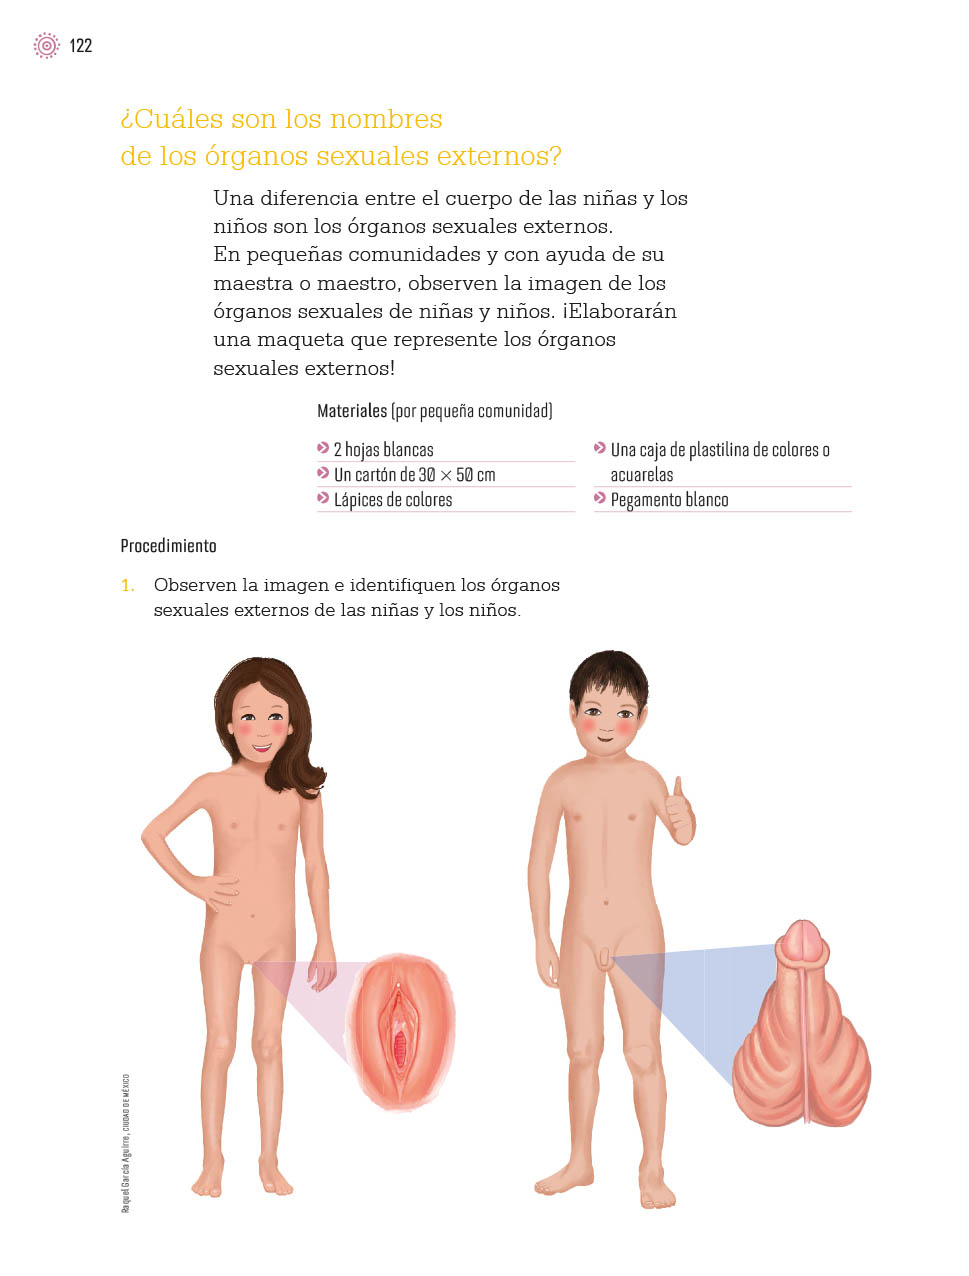 122
¿Cuáles son los nombres
de los órganos sexuales externos?
Una diferencia entre el cuerpo de las niñas y los
niños son los órganos sexuales externos.
En pequeñas comunidades y con ayuda de su
maestra o maestro, observen la imagen de los
órganos sexuales de niñas y niños. ¡Elaborarán
una maqueta que represente los órganos
sexuales externos!
Materiales (por pequeña comunidad)
2 hojas blancas
Un cartón de 30 × 50 cm
Lápices de colores
Una caja de plastilina de colores o
acuarelas
Pegamento blanco
Procedimiento
1. Observen la imagen e identifiquen los órganos
sexuales externos de las niñas y los niños.
Raquel García Aguirre, CIUDAD DE MÉXICO